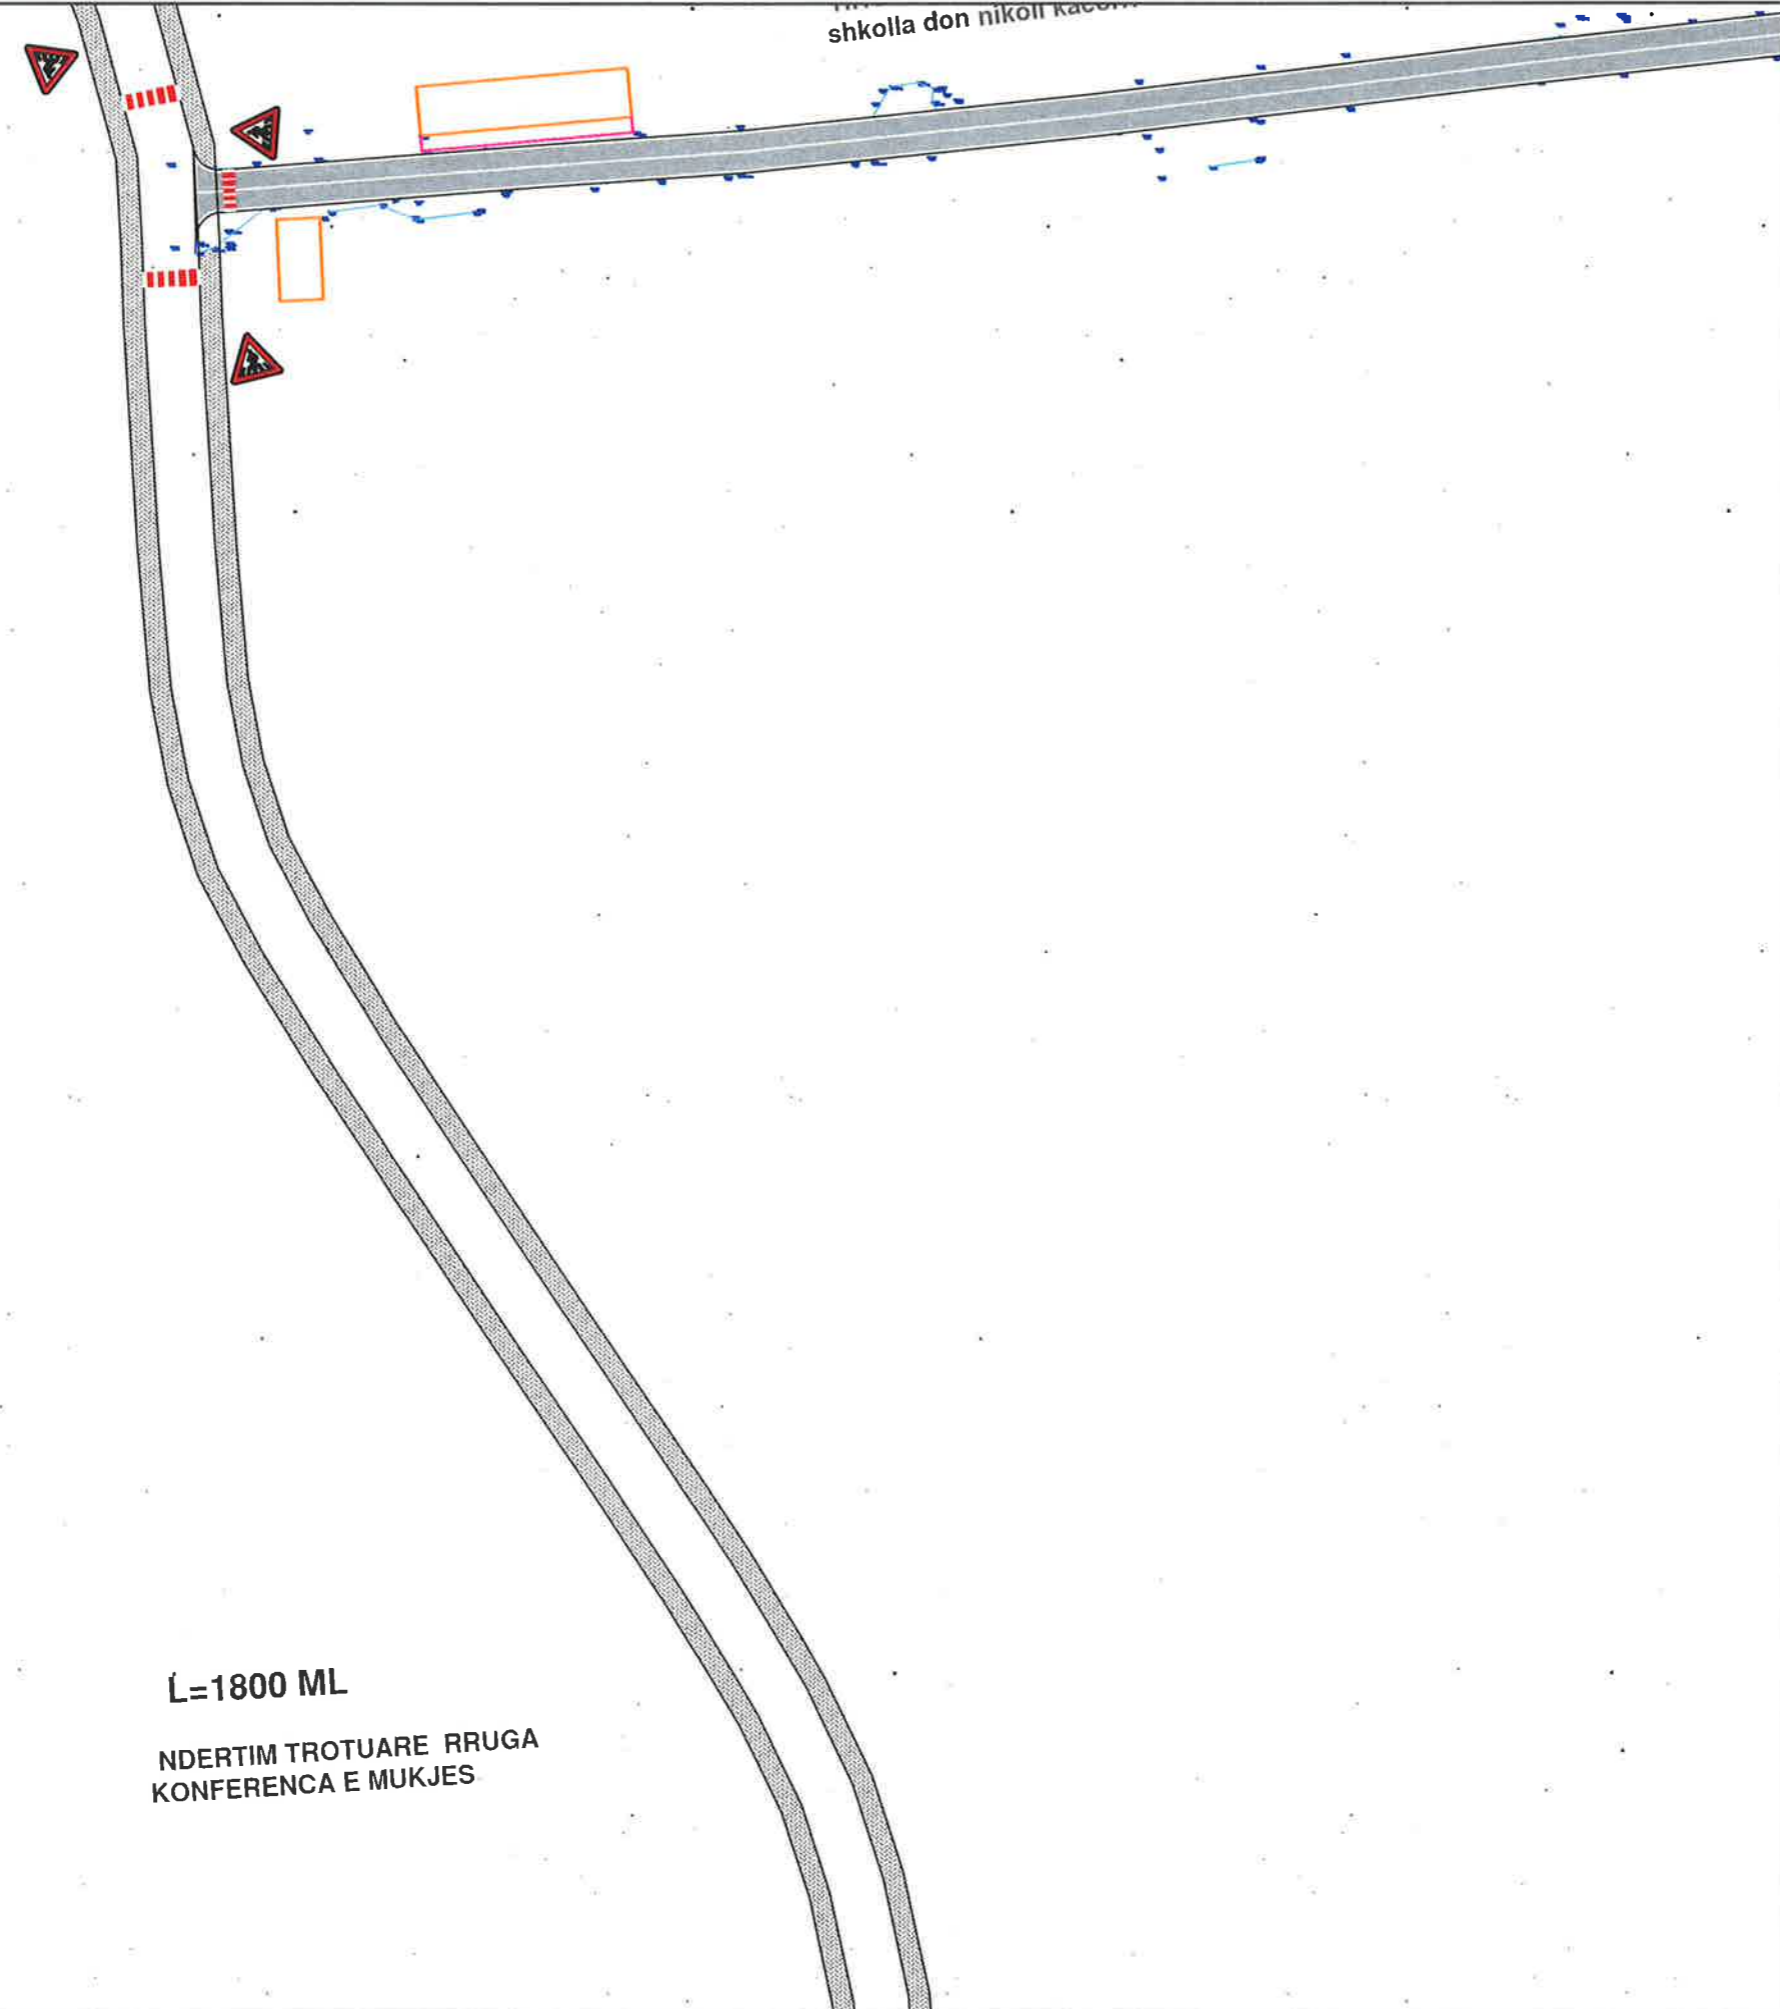 shkolla don nikoll
L=1800 ML
NDERTIM TROTUARE RRUGA
KONFERENCA E MUKJES